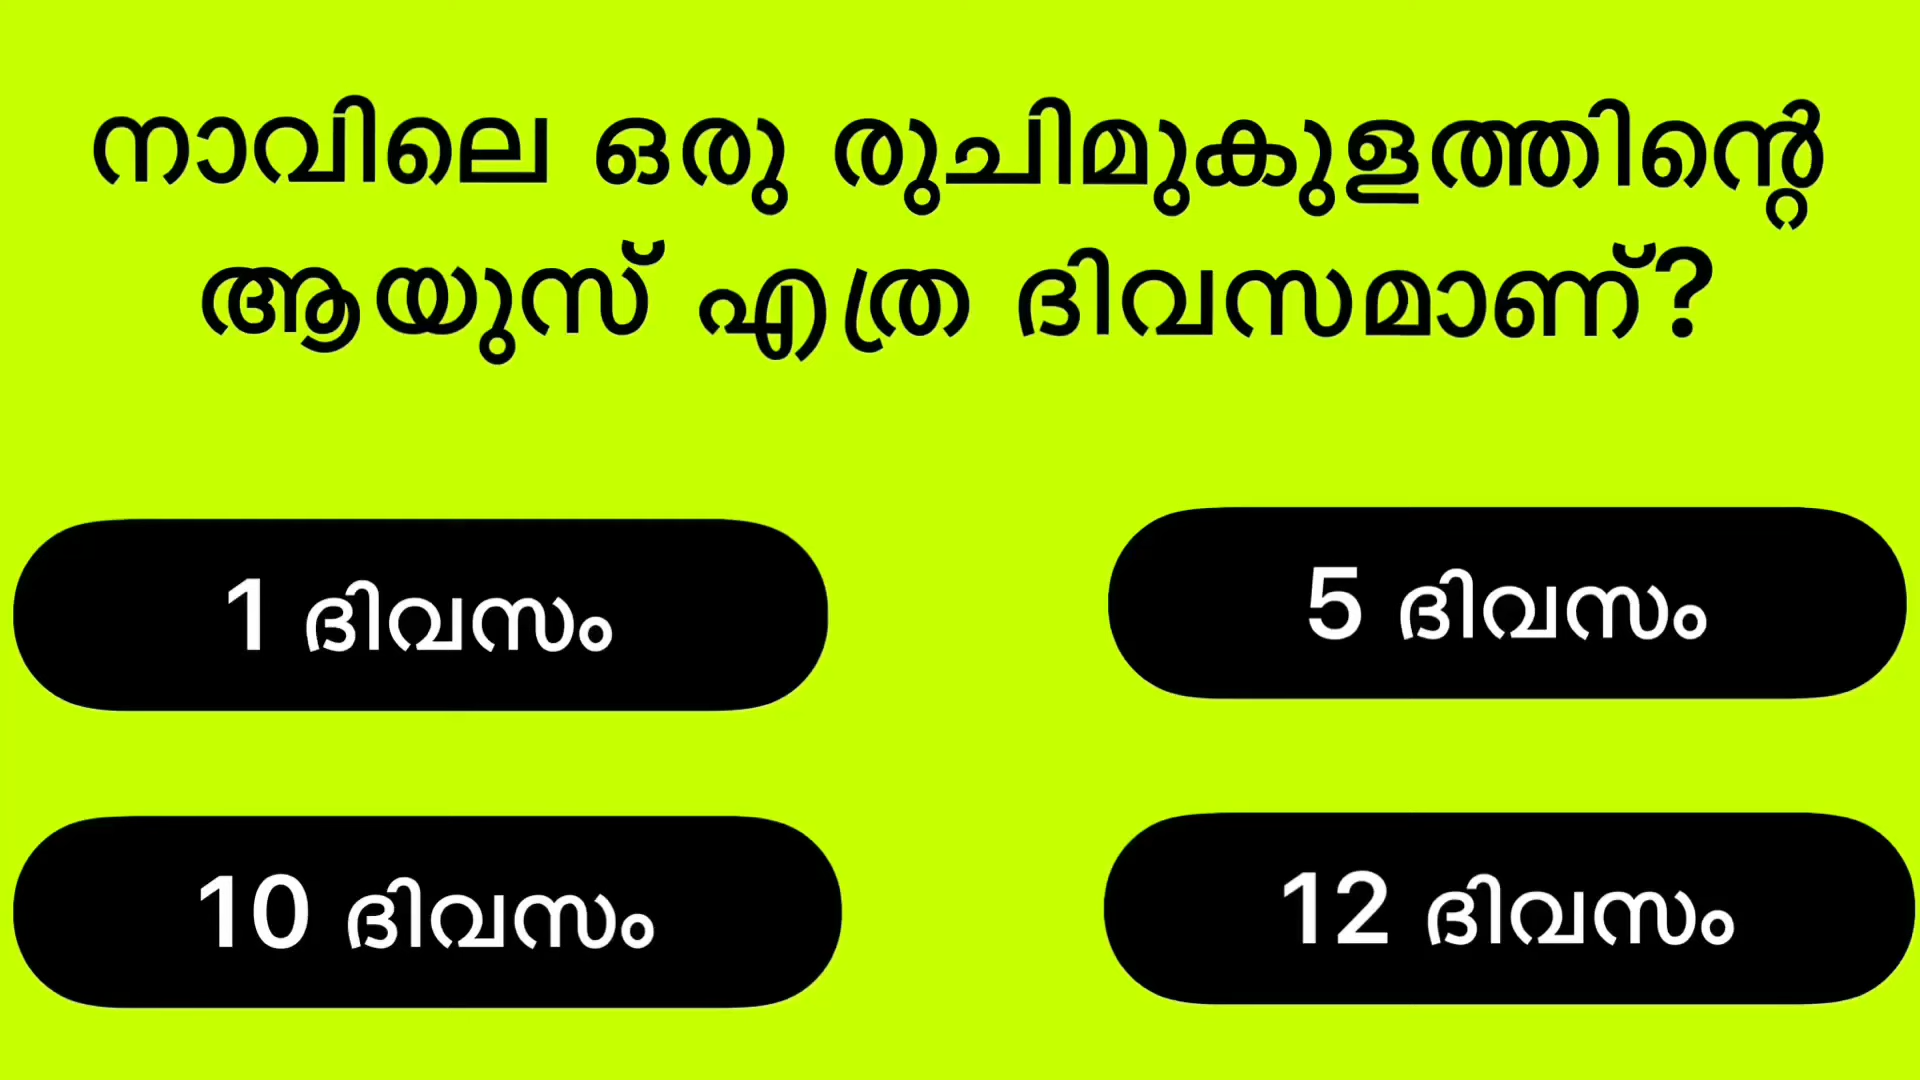 നാവിലെ ഒരു രുചിമുകുളത്തിന്റെ
ആയുസ് എത്ര ദിവസമാണ്?
1 ദിവസം
5 ദിവസം
10 ദിവസം
12 ദിവസം